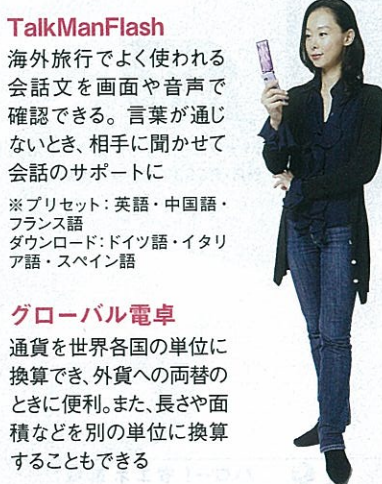 TalkManFlash
海外旅行でよく使われる
会話文を画面や音声で
確認できる。言葉が通じ
ないとき、相手に聞かせて
会話のサポートに
※プリセット:英語・中国語・
フランス語
ダウンロード:ドイツ語・イタリ
ア語・スペイン語
グローバル電卓
通貨を世界各国の単位に
換算でき、外貨への両替の
ときに便利。また、長さや面
積などを別の単位に換算
することもできる